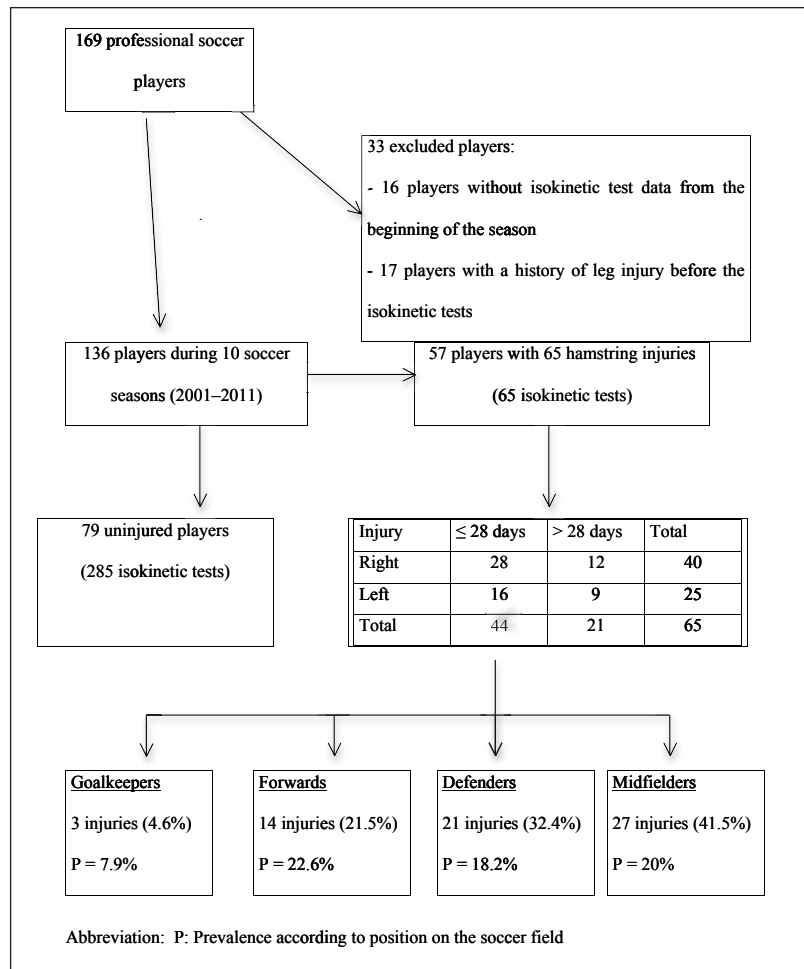 169 professional soccer
players
33 excluded players:
- 16 players without isokinetic test data from the
beginning of the season
- 17 players with a history of leg injury before the
isokinetic tests
136 players during 10 soccer
seasons (2001–2011)
57 players with 65 hamstring injuries
(65 isokinetic tests)
79 uninjured players
(285 isokinetic tests)
Injury ≤ 28 days > 28 days Total
Right 28 12 40
Left 16 9 25
Total 44 21 65
Goalkeepers
3 injuries (4.6%)
P = 7.9%
Forwards
14 injuries (21.5%)
P = 22.6%
Defenders
21 injuries (32.4%)
P = 18.2%
Midfielders
27 injuries (41.5%)
P = 20%
Abbreviation: P: Prevalence according to position on the soccer field